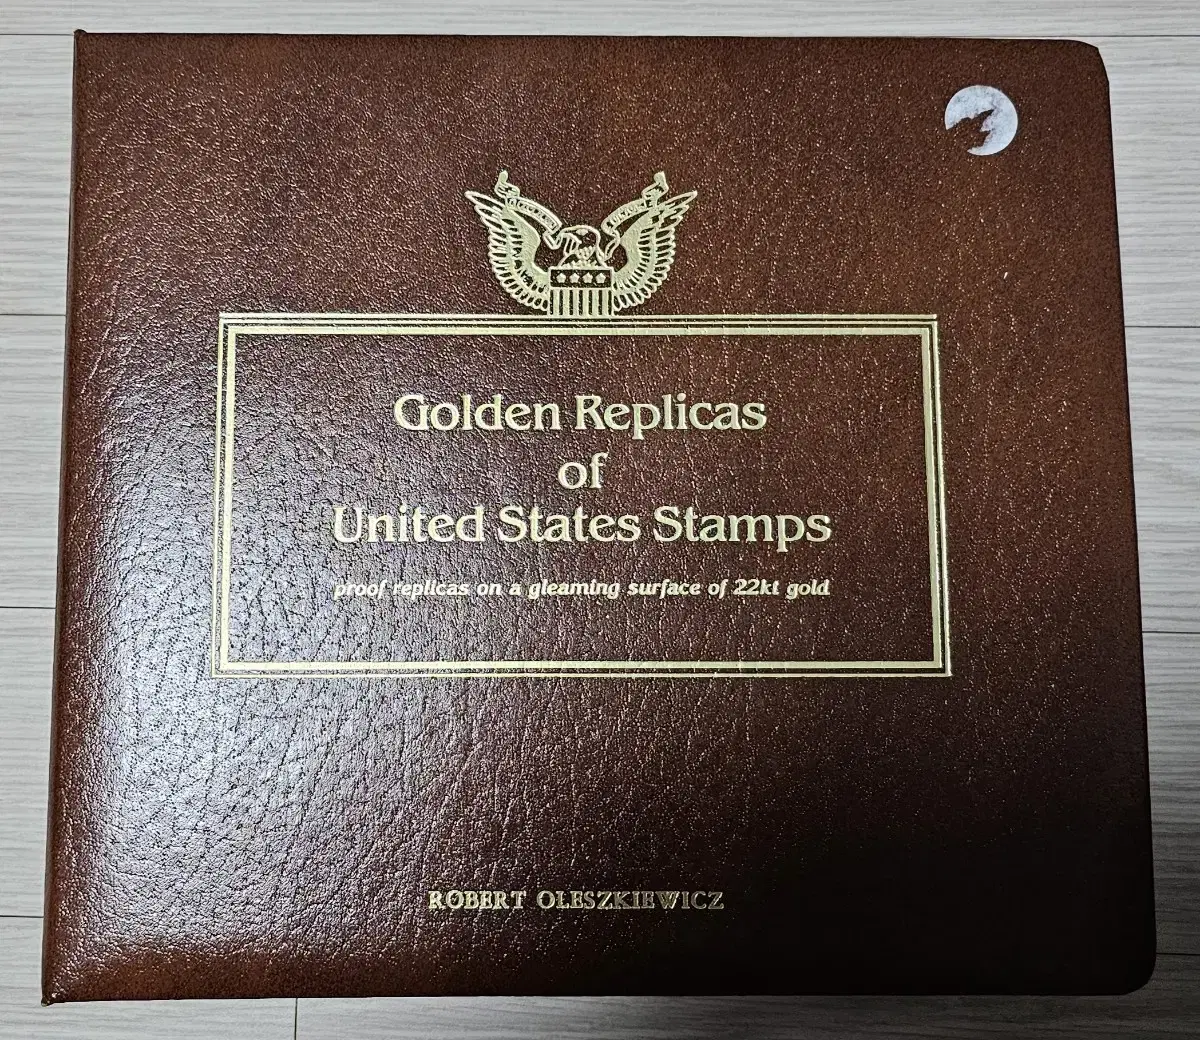 Golden Replicas
of
United States Stamps
proof replicas on a gleaming surface of 22kt gold
ROBERT OLESZKIEWICZ